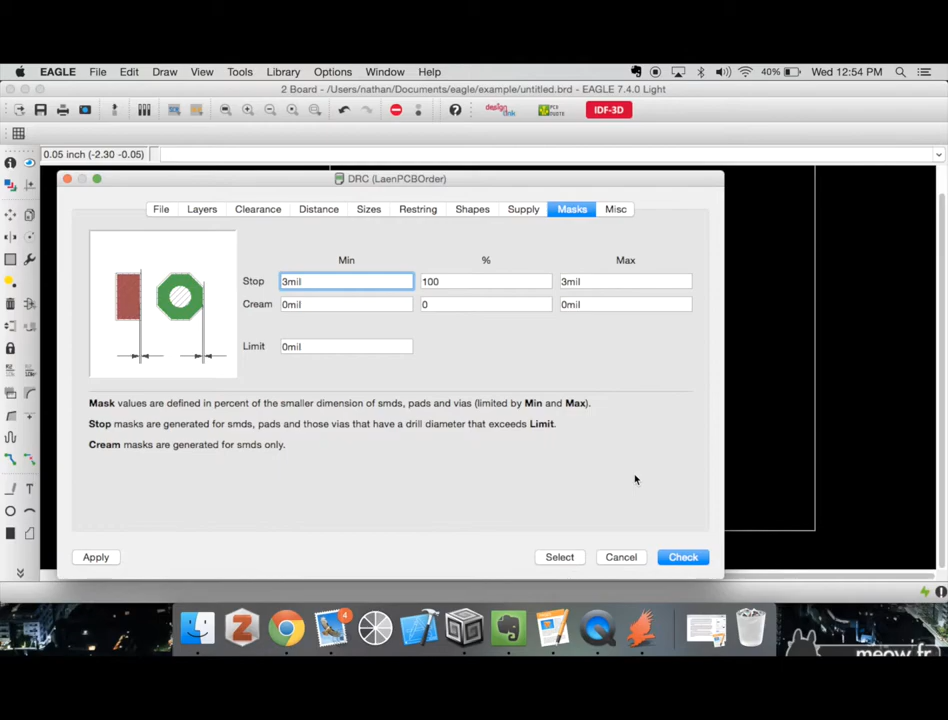 EAGLE File Edit Draw View Tools Library Options Window Help 40% Wed 12:54 PM
2 Board - /Users/nathan/Documents/eagle/example/untitled.brd - EAGLE 7.4.0 Light
design link IDF-3D
0.05 inch (-2.30 -0.05)
DRC (LaenPCBOrder)
File Layers Clearance Distance Sizes Restring Shapes Supply Masks Misc
Min % Max
Stop 3mil 100 3mil
Cream 0mil 0 0mil
Limit 0mil
Mask values are defined in percent of the smaller dimension of smds, pads and vias (limited by Min and Max).
Stop masks are generated for smds, pads and those vias that have a drill diameter that exceeds Limit.
Cream masks are generated for smds only.
Apply Select Cancel Check
4
meow.fr